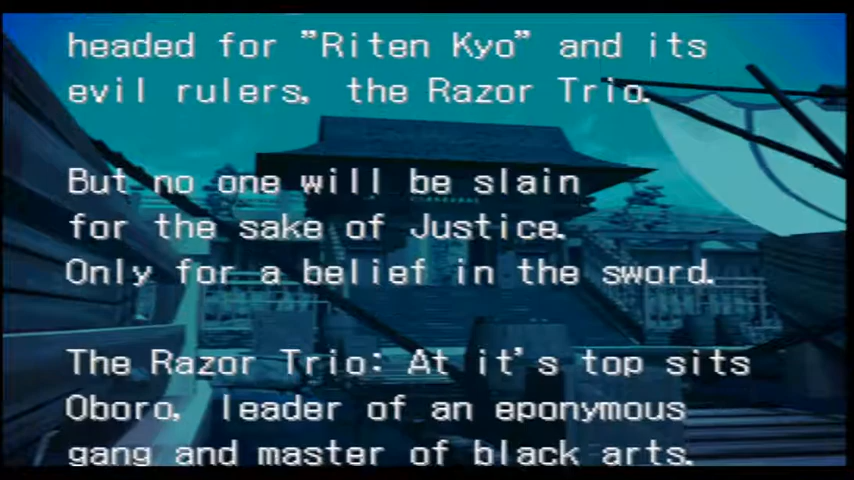 headed for "Riten Kyo" and its
evil rulers, the Razor Trio.
But no one will be slain
for the sake of Justice.
Only for a belief in the sword.
The Razor Trio: At it's top sits
Oboro, leader of an eponymous
gang and master of black arts.